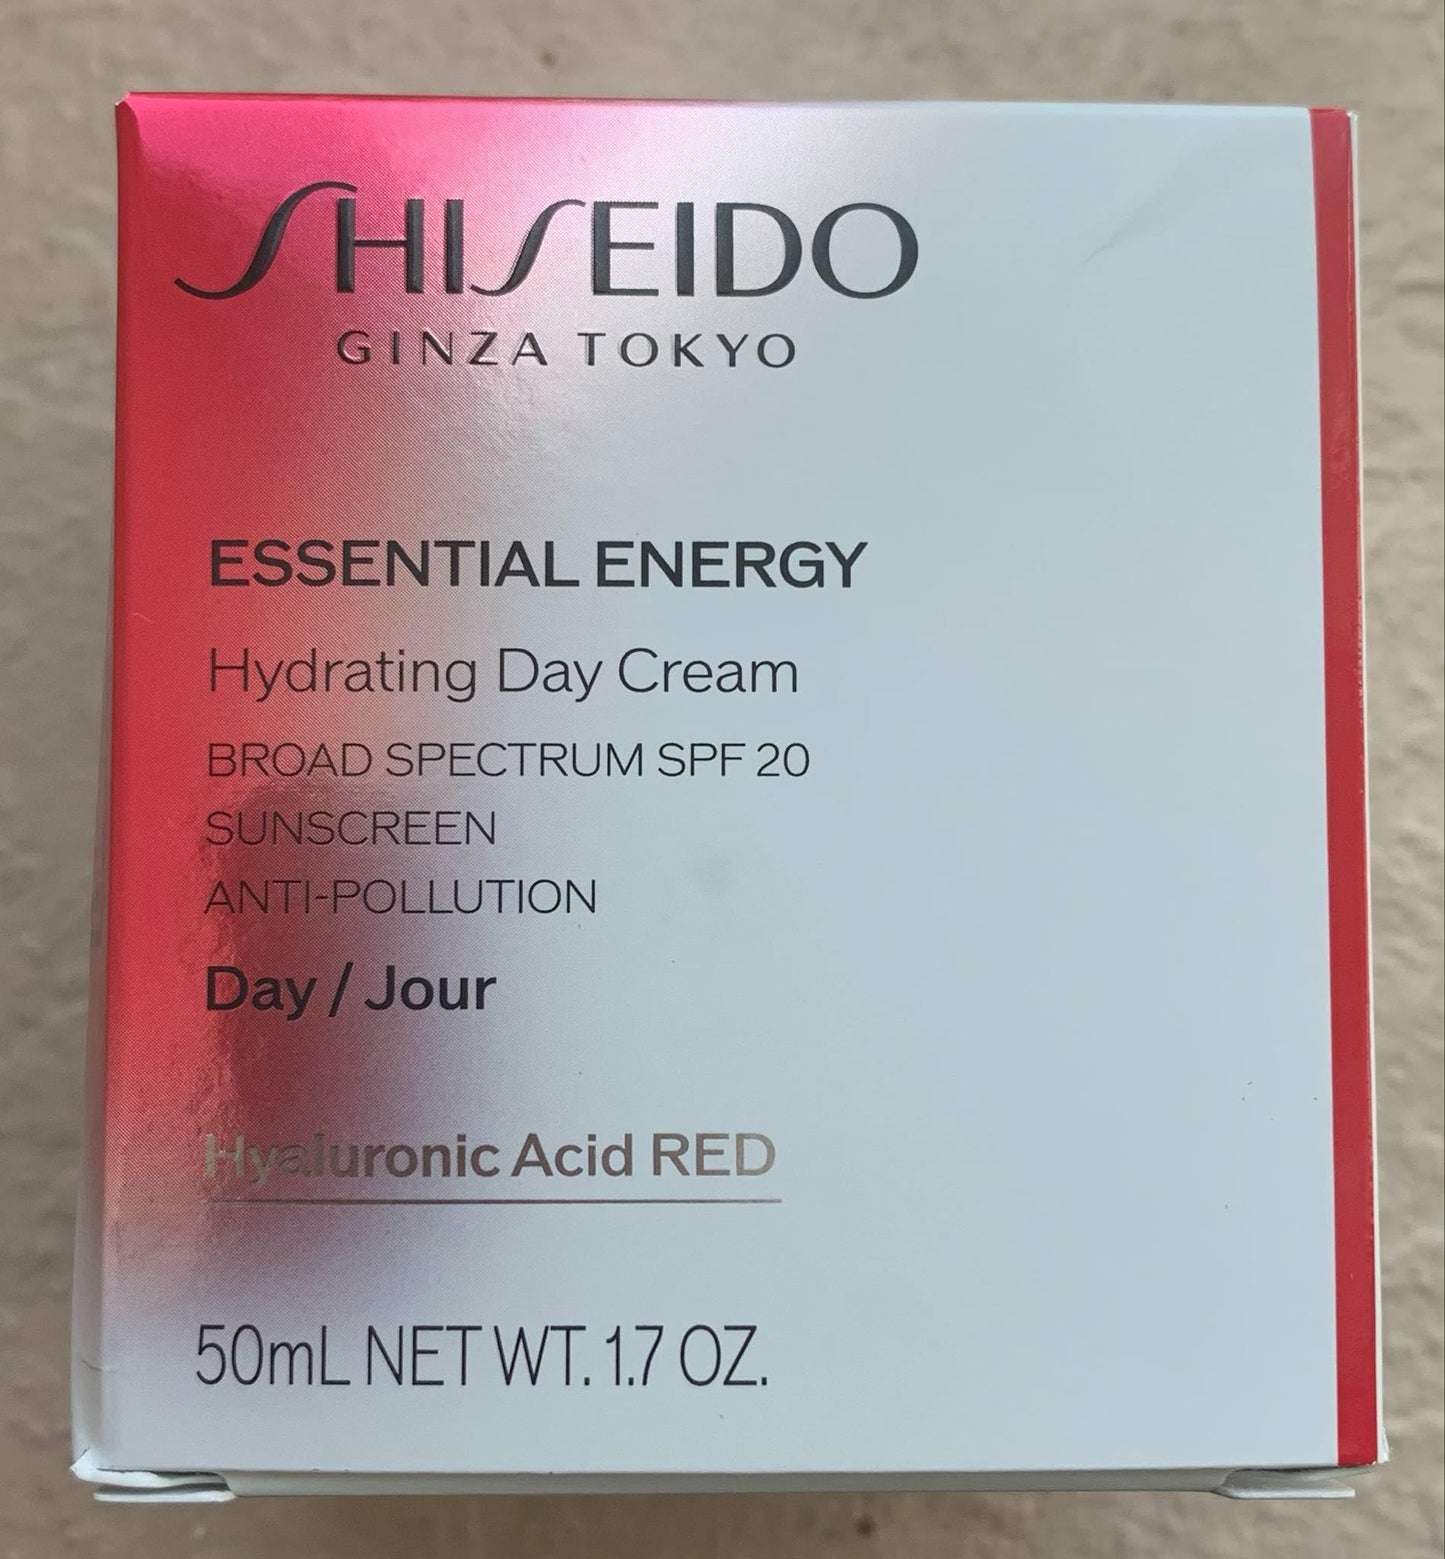 SHISEIDO
GINZA TOKYO
ESSENTIAL ENERGY
Hydrating Day Cream
BROAD SPECTRUM SPF 20
SUNSCREEN
ANTI-POLLUTION
Day / Jour
Hyaluronic Acid RED
50mL NET WT. 1.7 OZ.